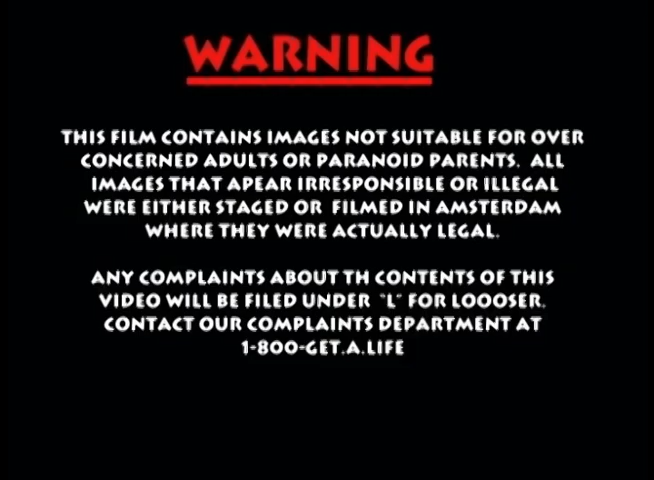 WARNING
THIS FILM CONTAINS IMAGES NOT SUITABLE FOR OVER
CONCERNED ADULTS OR PARANOID PARENTS. ALL
IMAGES THAT APEAR IRRESPONSIBLE OR ILLEGAL
WERE EITHER STAGED OR FILMED IN AMSTERDAM
WHERE THEY WERE ACTUALLY LEGAL.
ANY COMPLAINTS ABOUT TH CONTENTS OF THIS
VIDEO WILL BE FILED UNDER "L" FOR LOOOSER.
CONTACT OUR COMPLAINTS DEPARTMENT AT
1-800-GET.A.LIFE